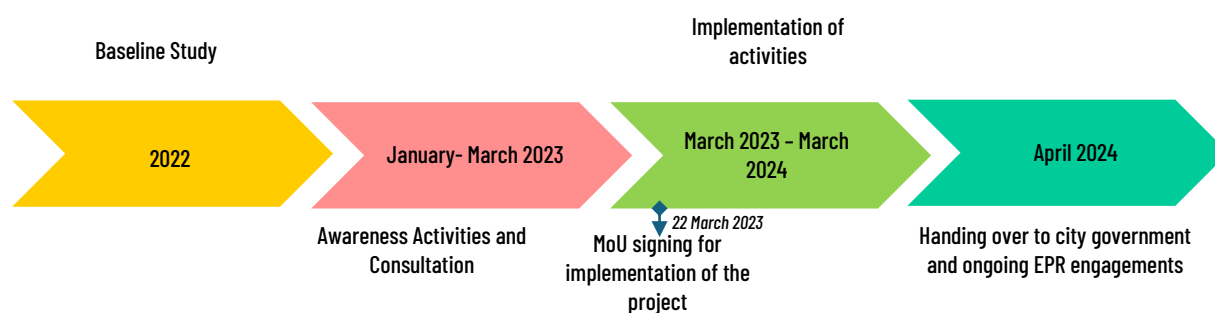 Baseline Study
Implementation of
activities
2022
January- March 2023
March 2023 – March
2024
April 2024
22 March 2023
Awareness Activities and
Consultation
MoU signing for
implementation of the
project
Handing over to city government
and ongoing EPR engagements